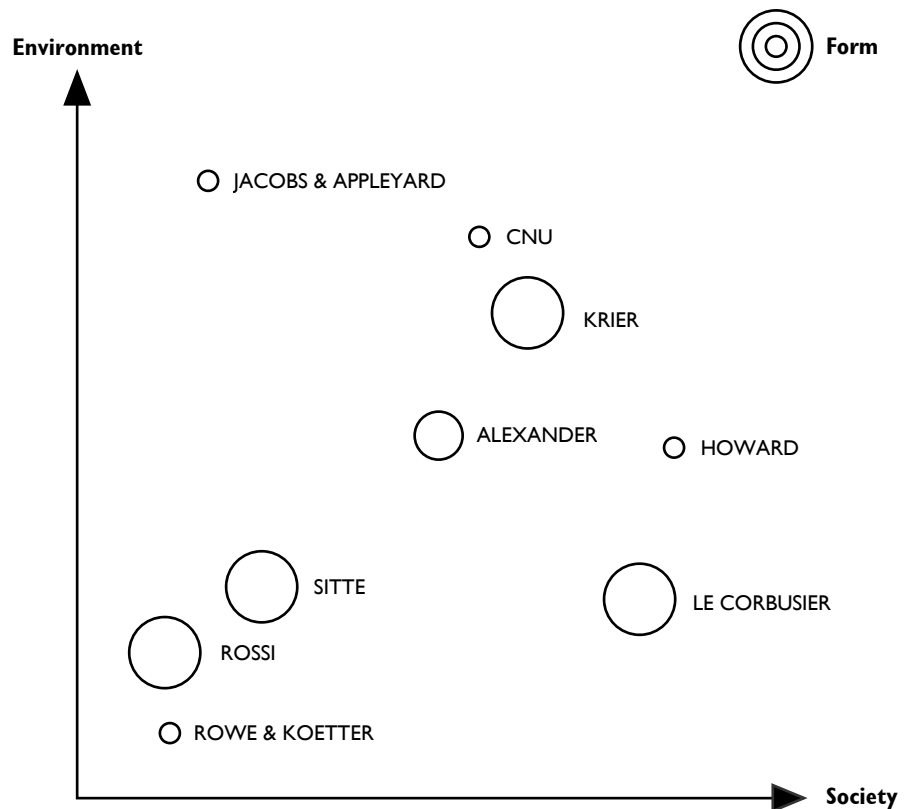 Environment
Form
JACOBS & APPLEYARD
CNU
KRIER
ALEXANDER
HOWARD
SITTE
LE CORBUSIER
ROSSI
ROWE & KOETTER
Society